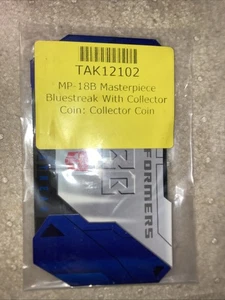 TAK12102
MP-18B Masterpiece
Bluestreak With Collector
Coin: Collector Coin
FORMERS